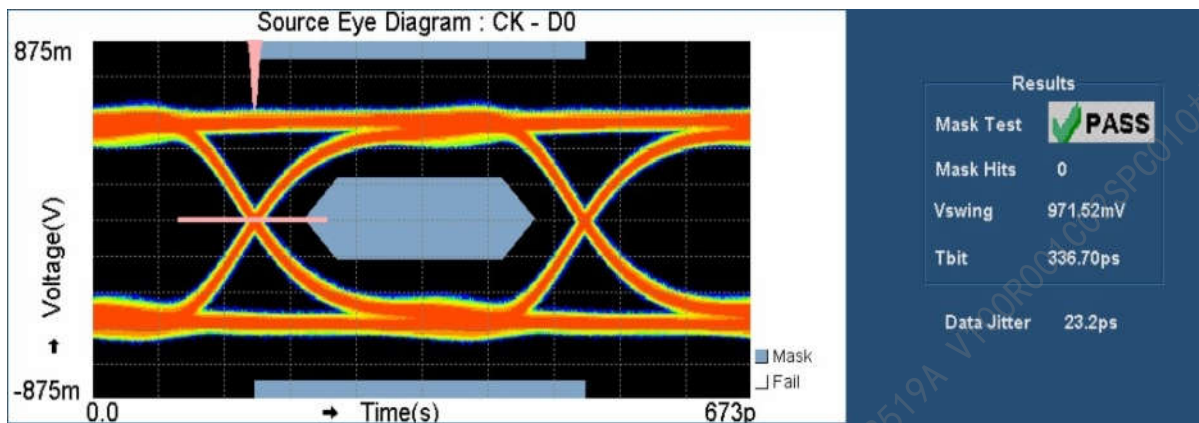 Source Eye Diagram : CK - D0
875m
Voltage(V)
-875m
0.0
Time(s)
673p
Mask
Fail
Results
Mask Test PASS
Mask Hits 0
Vswing 971.52mV
Tbit 336.70ps
Data Jitter 23.2ps